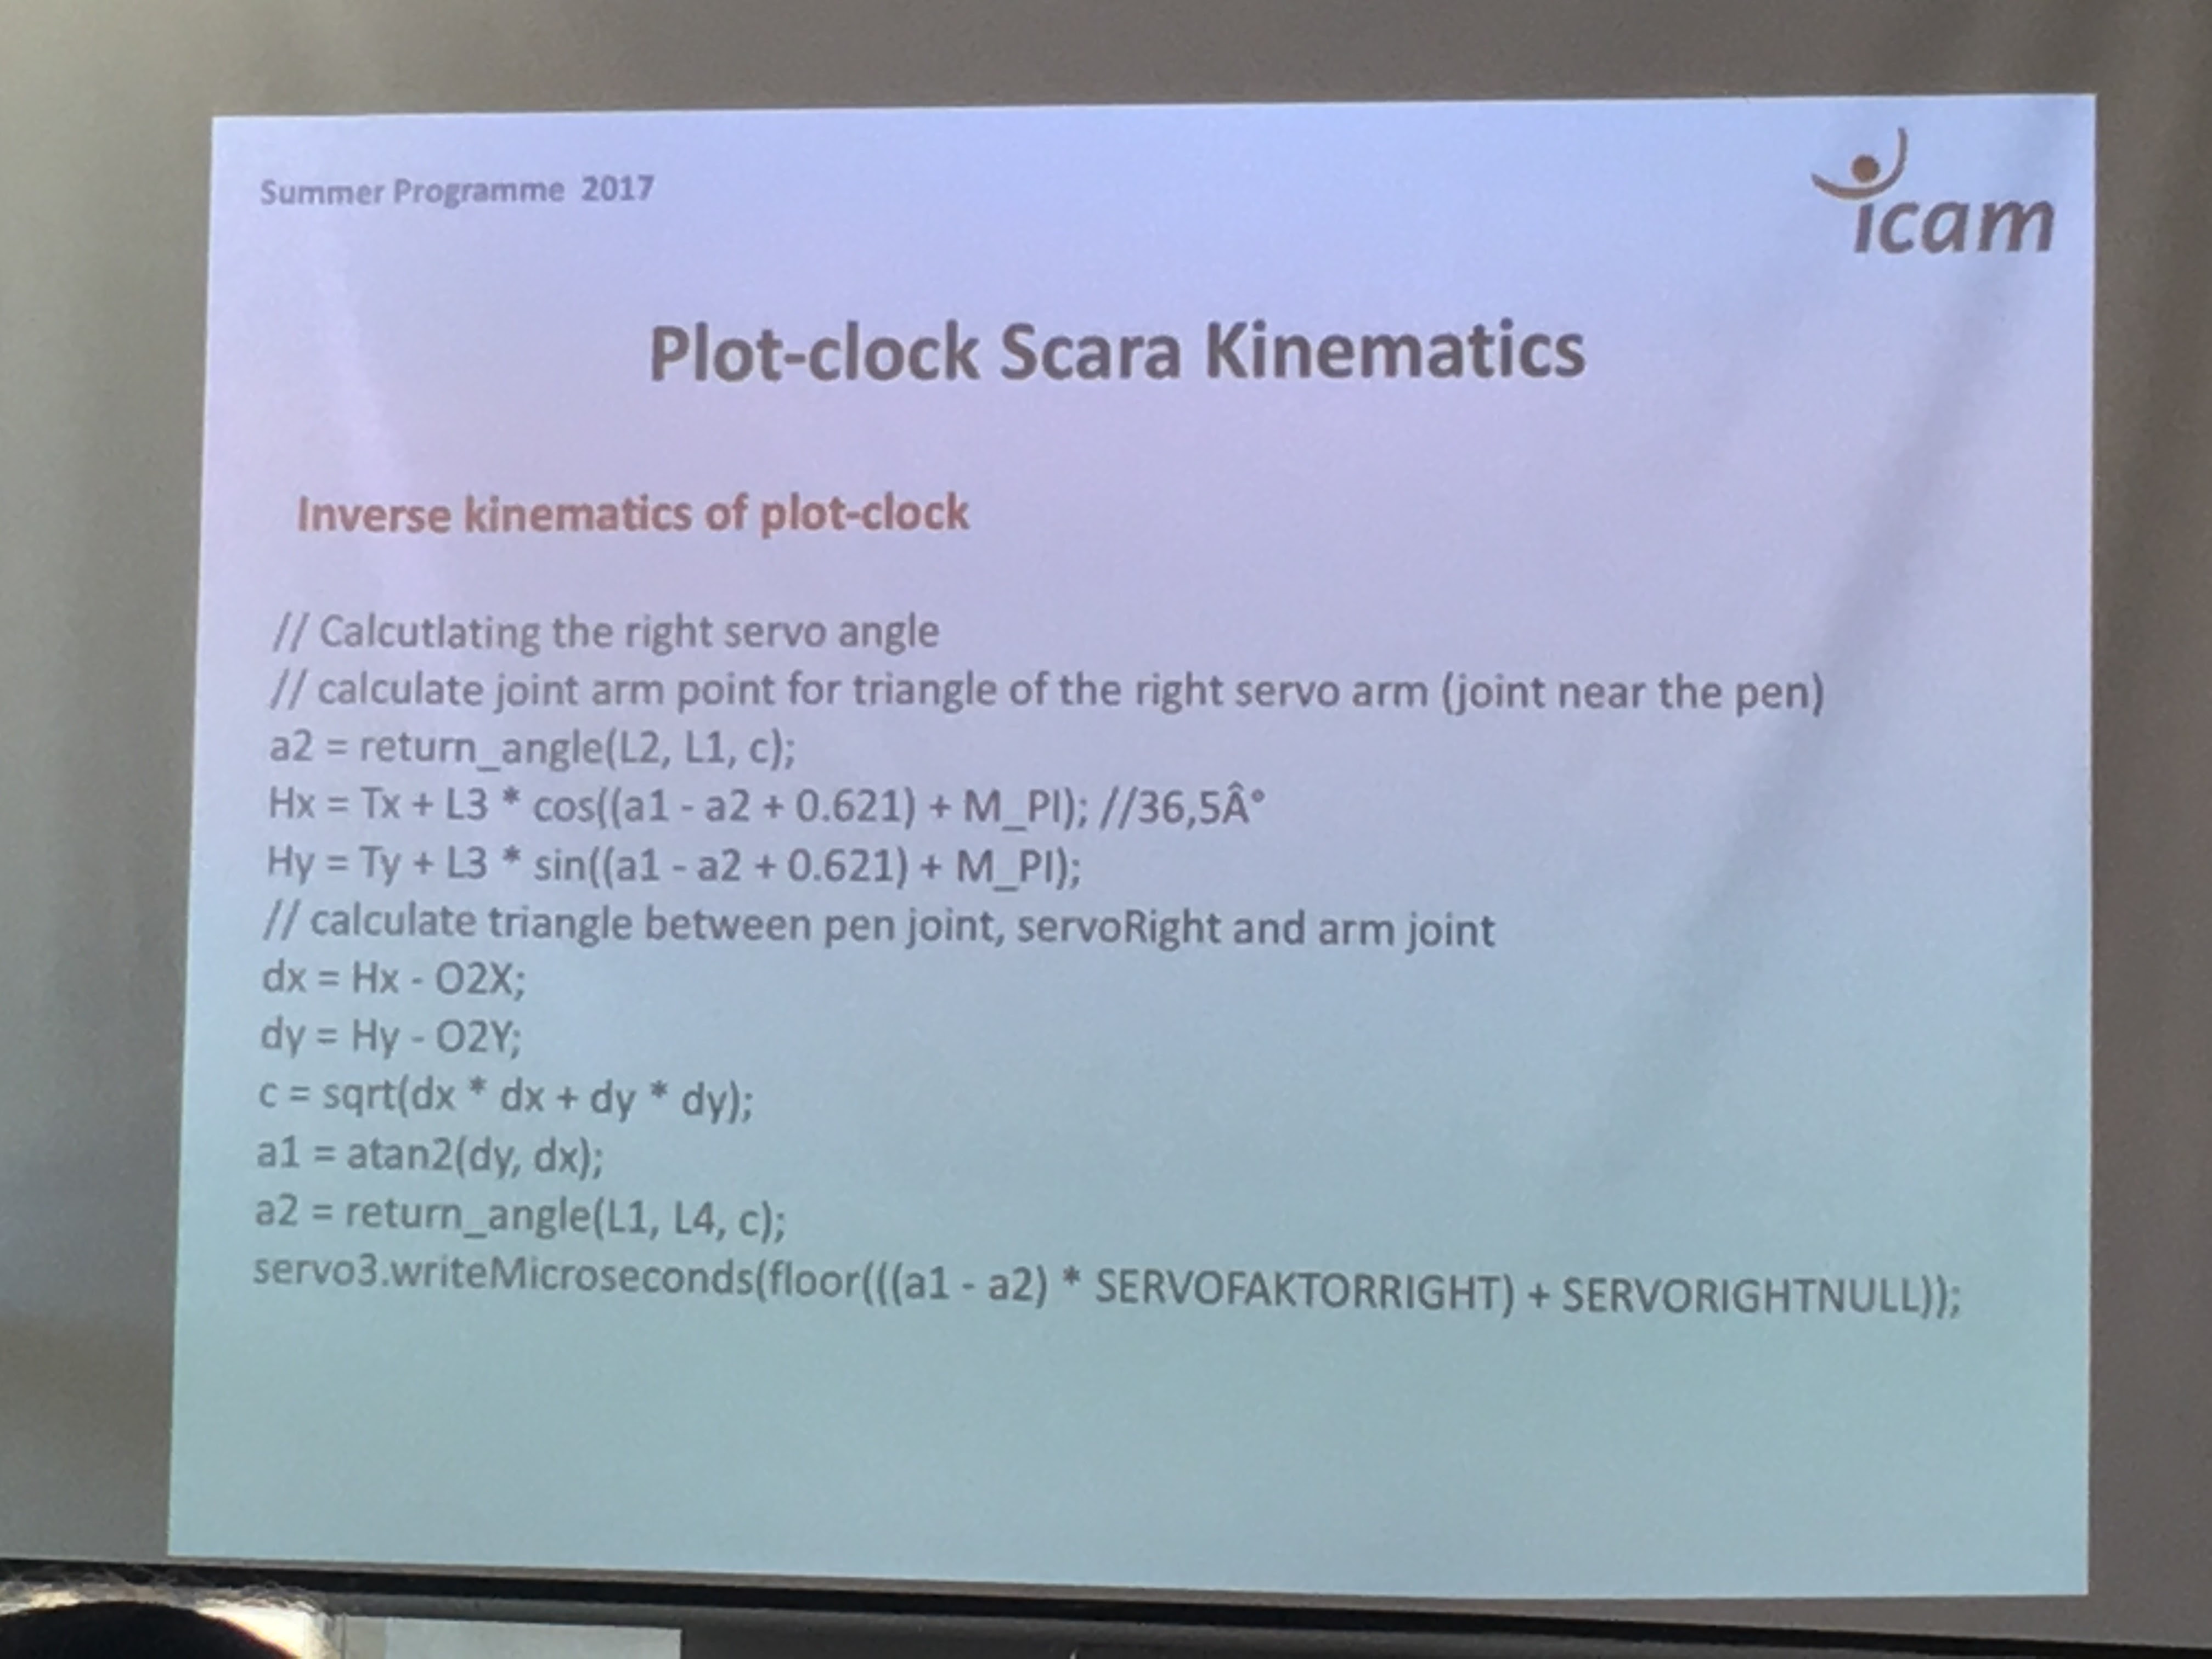 Summer Programme 2017
icam
Plot-clock Scara Kinematics
Inverse kinematics of plot-clock
// Calcutlating the right servo angle
// calculate joint arm point for triangle of the right servo arm (joint near the pen)
a2 = return_angle(L2, L1, c);
Hx = Tx + L3 * cos((a1 - a2 + 0.621) + M_PI); //36,5Â°
Hy = Ty + L3 * sin((a1 - a2 + 0.621) + M_PI);
// calculate triangle between pen joint, servoRight and arm joint
dx = Hx - O2X;
dy = Hy - O2Y;
c = sqrt(dx * dx + dy * dy);
a1 = atan2(dy, dx);
a2 = return_angle(L1, L4, c);
servo3.writeMicroseconds(floor(((a1 - a2) * SERVOFAKTORRIGHT) + SERVORIGHTNULL));